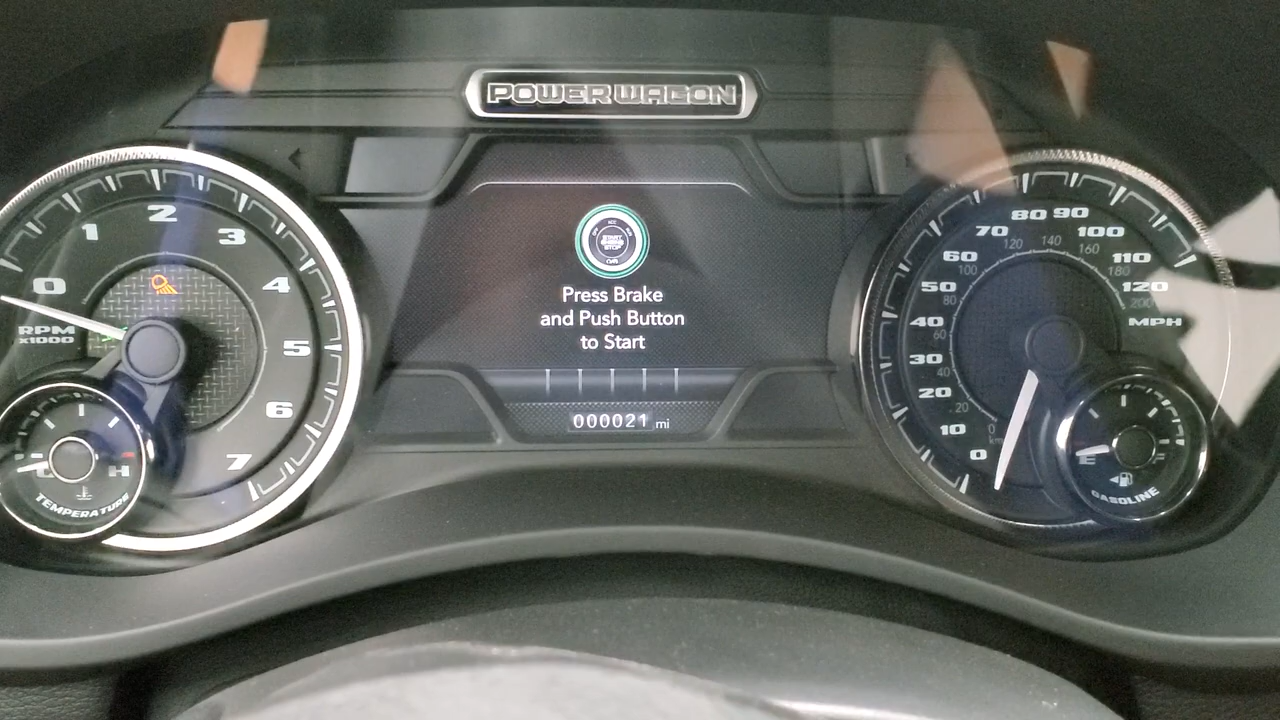 POWER WAGON
0
1
2
3
4
5
6
7
RPM
x1000
H
TEMPERATURE
START
STOP
Press Brake
and Push Button
to Start
000021 mi
0
10
20
30
40
50
60
70
80
90
100
110
120
MPH
0
20
40
60
80
100
120
140
160
180
200
E
GASOLINE